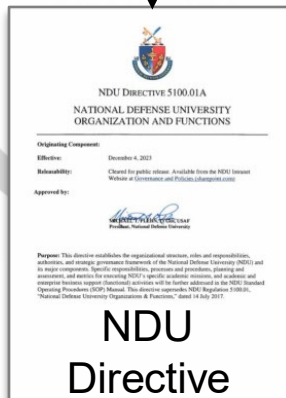 NDU DIRECTIVE 5100.01A
NATIONAL DEFENSE UNIVERSITY
ORGANIZATION AND FUNCTIONS
Originating Component:
Effective: December 4, 2023
Releasability: Cleared for public release. Available from the NDU Intranet
Website at Governance and Policies (sharepoint.com)
Approved by:
MICHAEL T. PLEHN, Lt Gen, USAF
President, National Defense University
Purpose: This directive establishes the organizational structure, roles and responsibilities,
authorities, and strategic governance framework of the National Defense University (NDU) and
its major components. Specific responsibilities, processes and procedures, planning and
assessment, and metrics for executing NDU's specific academic missions, and academic and
enterprise business support (functional) activities will be further addressed in the NDU Standard
Operating Procedures (SOP) Manual. This directive supersedes NDU Regulation 5100.01,
"National Defense University Organizations & Functions," dated 14 July 2017.
NDU
Directive